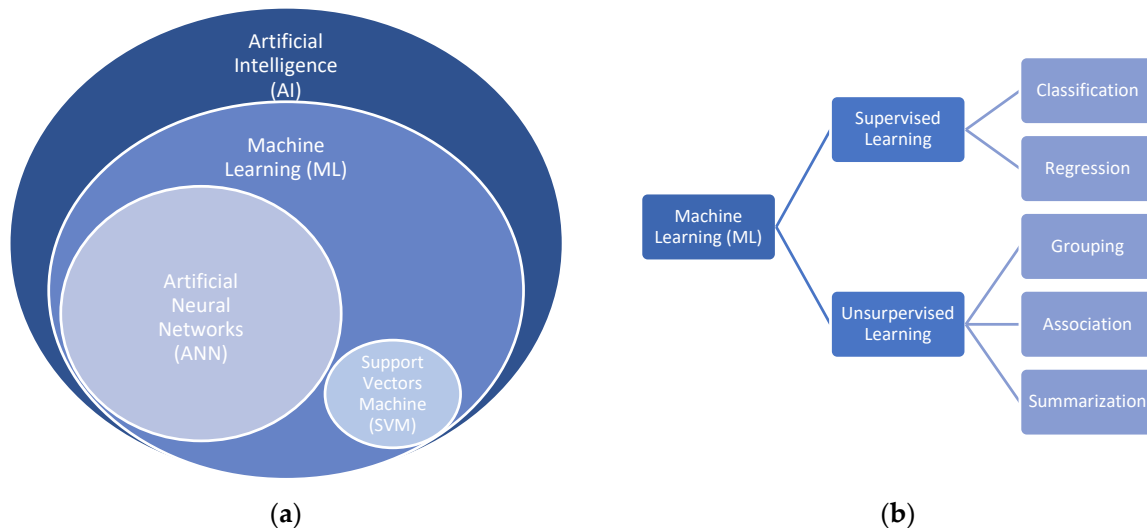 Artificial
Intelligence
(AI)
Machine
Learning (ML)
Artificial
Neural
Networks
(ANN)
Support
Vectors
Machine
(SVM)
(a)
Machine
Learning (ML)
Supervised
Learning
Classification
Regression
Unsurpervised
Learning
Grouping
Association
Summarization
(b)